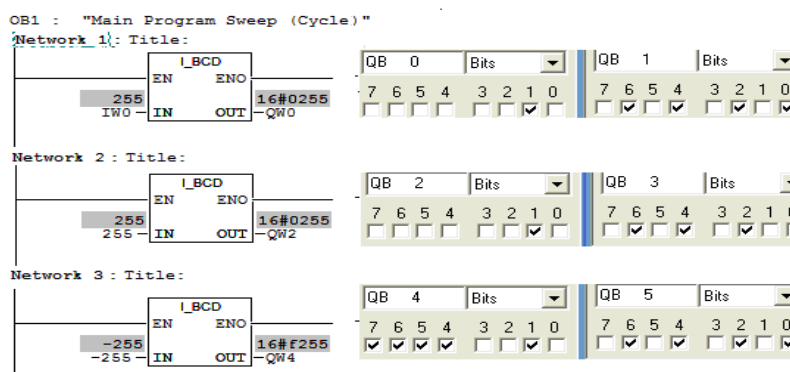 OB1 : "Main Program Sweep (Cycle)"
Network 1: Title:
I_BCD
EN ENO
255 16#0255
IW0 IN OUT QW0
QB 0 Bits
7 6 5 4 3 2 1 0
QB 1 Bits
7 6 5 4 3 2 1 0
Network 2 : Title:
I_BCD
EN ENO
255 16#0255
255 IN OUT QW2
QB 2 Bits
7 6 5 4 3 2 1 0
QB 3 Bits
7 6 5 4 3 2 1
Network 3 : Title:
I_BCD
EN ENO
-255 16#f255
-255 IN OUT QW4
QB 4 Bits
7 6 5 4 3 2 1 0
QB 5 Bits
7 6 5 4 3 2 1 0